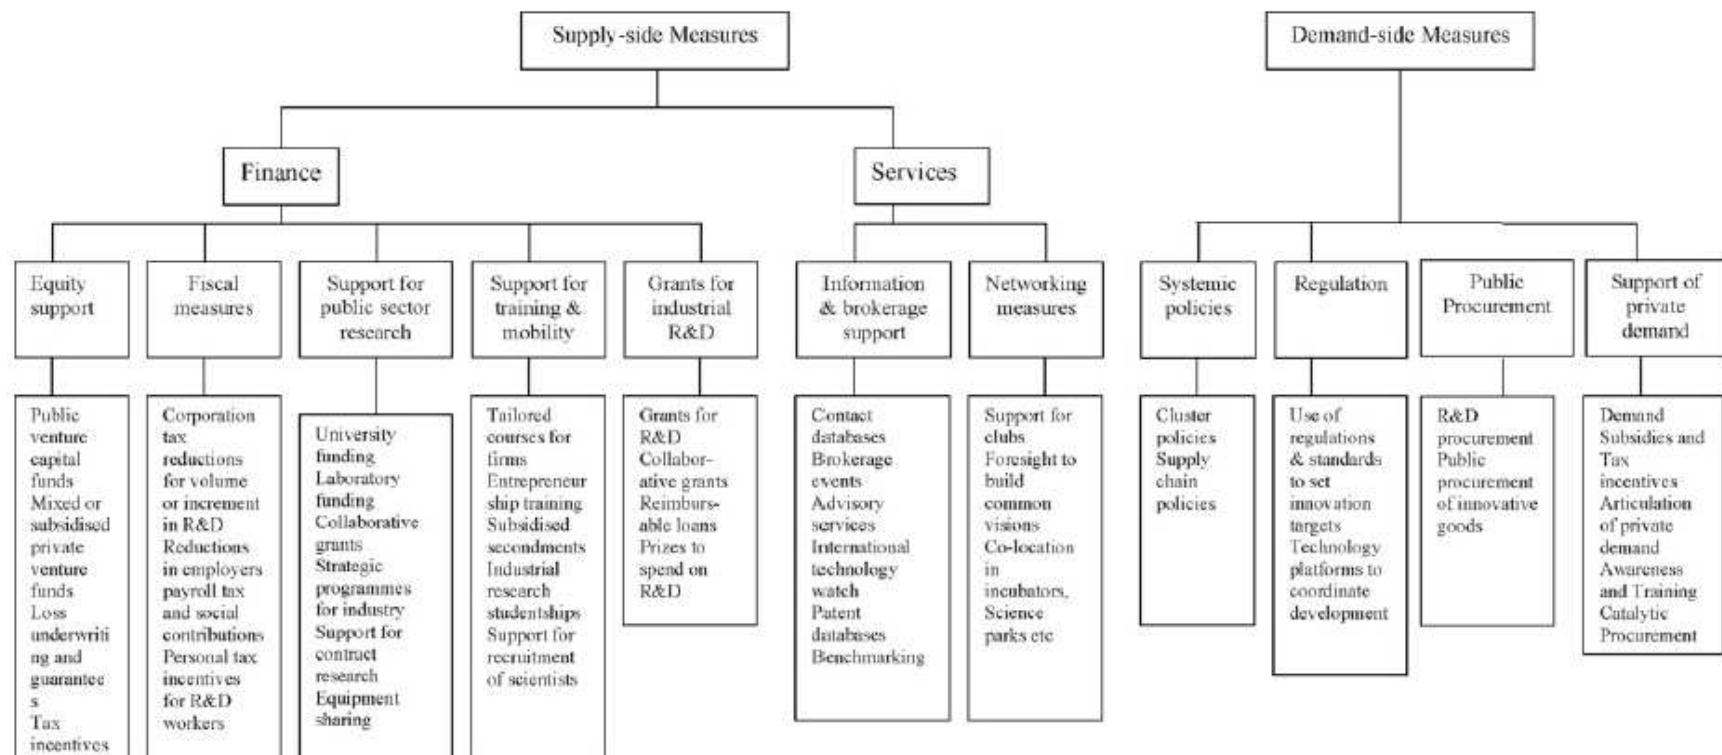 Supply-side Measures
Demand-side Measures
Finance
Services
Equity
support
Fiscal
measures
Support for
public sector
research
Support for
training &
mobility
Grants for
industrial
R&D
Information
& brokerage
support
Networking
measures
Systemic
policies
Regulation
Public
Procurement
Support of
private
demand
Public
venture
capital
funds
Mixed or
subsidised
private
venture
funds
Loss
underwriti
ng and
guarantee
s
Tax
incentives
Corporation
tax
reductions
for volume
or increment
in R&D
Reductions
in employers
payroll tax
and social
contributions
Personal tax
incentives
for R&D
workers
University
funding
Laboratory
funding
Collaborative
grants
Strategic
programmes
for industry
Support for
contract
research
Equipment
sharing
Tailored
courses for
firms
Entrepreneur
ship training
Subsidised
secondments
Industrial
research
studentships
Support for
recruitment
of scientists
Grants for
R&D
Collabor-
ative grants
Reimburs-
able loans
Prizes to
spend on
R&D
Contact
databases
Brokerage
events
Advisory
services
International
technology
watch
Patent
databases
Benchmarking
Support for
clubs
Foresight to
build
common
visions
Co-location
in
incubators,
Science
parks etc
Cluster
policies
Supply
chain
policies
Use of
regulations
& standards
to set
innovation
targets
Technology
platforms to
coordinate
development
R&D
procurement
Public
procurement
of innovative
goods
Demand
Subsidies and
Tax
incentives
Articulation
of private
demand
Awareness
and Training
Catalytic
Procurement